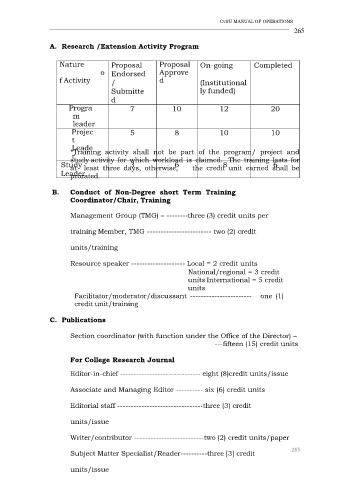 CvSU MANUAL OF OPERATIONS
265
A. Research /Extension Activity Program
Nature of Activity Proposal Endorsed / Submitted Proposal Approved On-going (Institutionally funded) Completed
Program leader 7 10 12 20
Project Leader 5 8 10 10
Study Leader 3 6 8 6
*Training activity shall not be part of the program/ project and
study activity for which workload is claimed. The training lasts for
at least three days, otherwise, the credit unit earned shall be
prorated.
B. Conduct of Non-Degree short Term Training
Coordinator/Chair, Training
Management Group (TMG) – --------three (3) credit units per
training Member, TMG ------------------------ two (2) credit
units/training
Resource speaker -------------------- Local = 2 credit units
National/regional = 3 credit
units International = 5 credit
units
Facilitator/moderator/discussant ----------------------- one (1)
credit unit/training
C. Publications
Section coordinator (with function under the Office of the Director) –
---fifteen (15) credit units
For College Research Journal
Editor-in-chief ------------------------------ eight (8)credit units/issue
Associate and Managing Editor ---------- six (6) credit units
Editorial staff --------------------------------three (3) credit
units/issue
Writer/contributor --------------------------two (2) credit units/paper
Subject Matter Specialist/Reader----------three [3] credit
285
units/issue